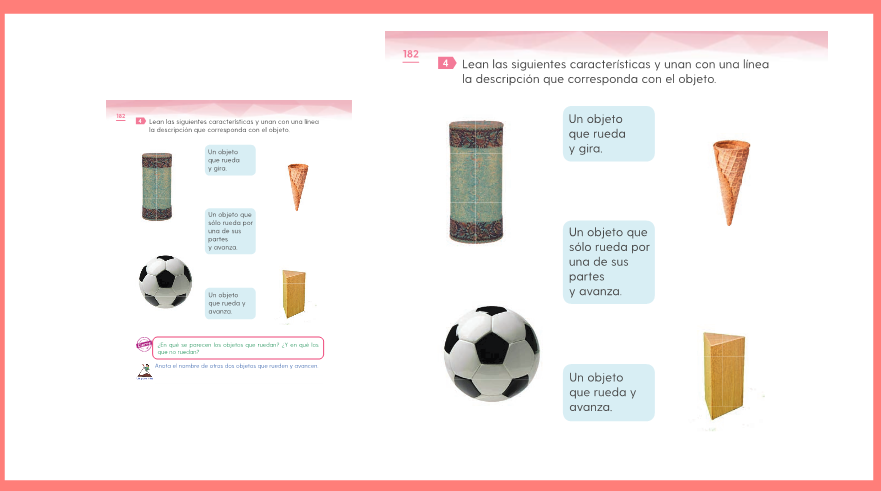 182
4 Lean las siguientes características y unan con una línea
la descripción que corresponda con el objeto.
Un objeto
que rueda
y gira.
Un objeto que
sólo rueda por
una de sus
partes
y avanza.
Un objeto
que rueda y
avanza.
¿En qué se parecen los objetos que ruedan? ¿Y en qué los
que no ruedan?
Anota el nombre de otros dos objetos que rueden y avancen.
182
4 Lean las siguientes características y unan con una línea
la descripción que corresponda con el objeto.
Un objeto
que rueda
y gira.
Un objeto que
sólo rueda por
una de sus
partes
y avanza.
Un objeto
que rueda y
avanza.